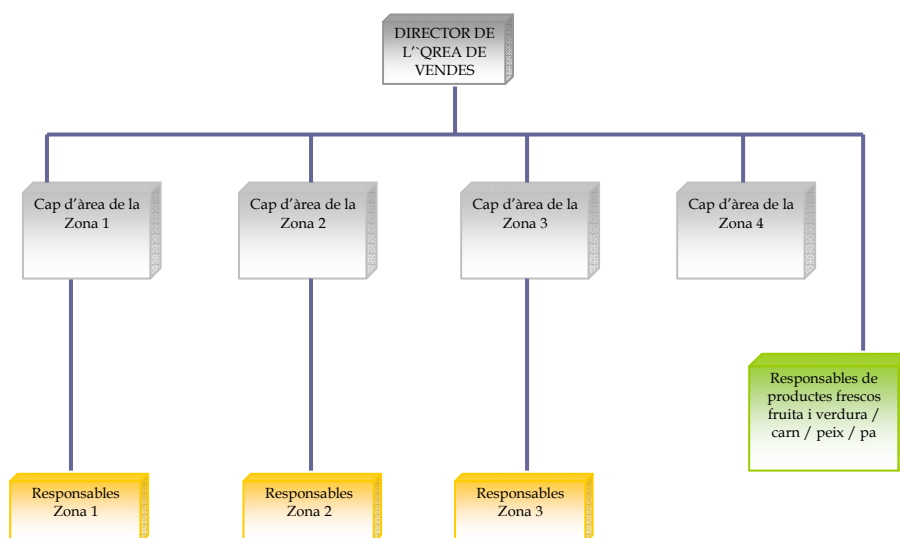 DIRECTOR DE
L'`QREA DE
VENDES
Cap d'àrea de la
Zona 1
Cap d'àrea de la
Zona 2
Cap d'àrea de la
Zona 3
Cap d'àrea de la
Zona 4
Responsables de
productes frescos
fruita i verdura /
carn / peix / pa
Responsables
Zona 1
Responsables
Zona 2
Responsables
Zona 3